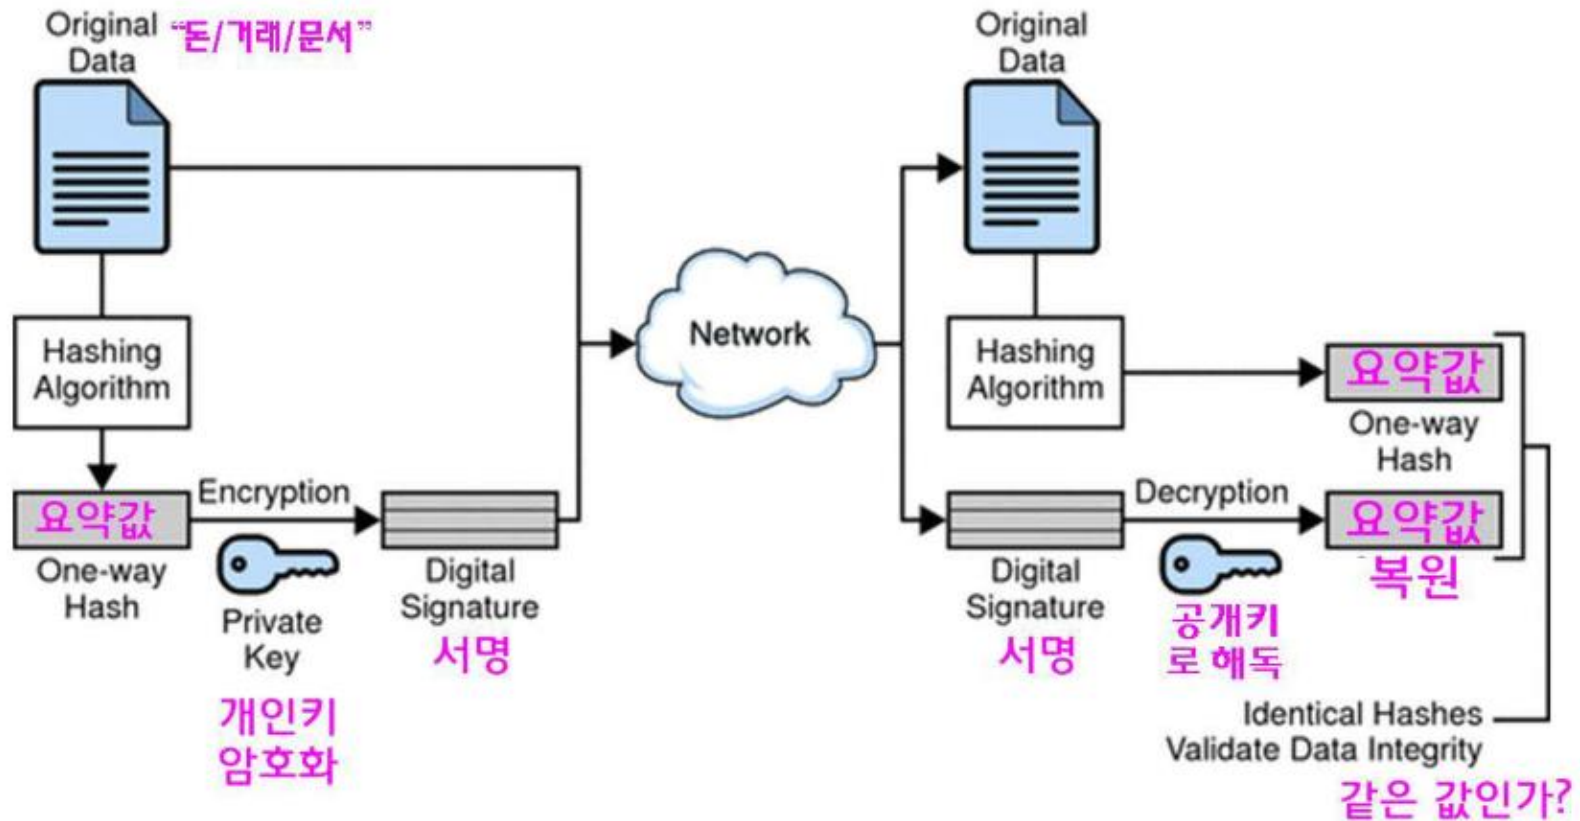 Original
Data
“돈/거래/문서”
Hashing
Algorithm
요약값
One-way
Hash
Encryption
Private
Key
개인키
암호화
Digital
Signature
서명
Network
Original
Data
Hashing
Algorithm
요약값
One-way
Hash
Digital
Signature
서명
Decryption
공개키
로 해독
요약값
복원
Identical Hashes
Validate Data Integrity
같은 값인가?